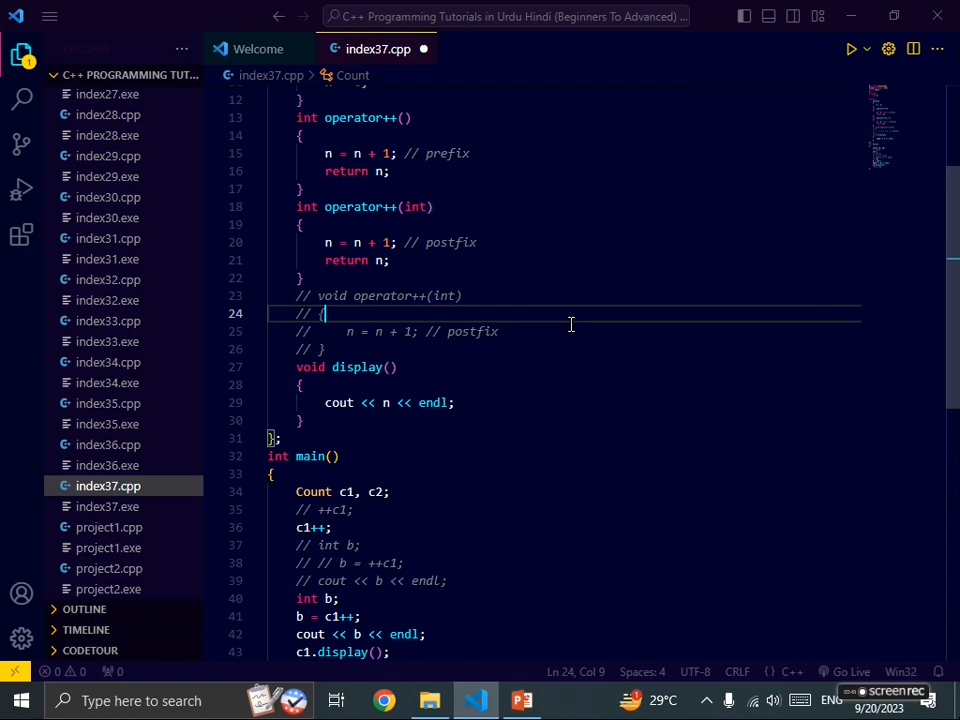 C++ Programming Tutorials in Urdu Hindi (Beginners To Advanced) ...
EXPLORER
Welcome
index37.cpp
C++ PROGRAMMING TUT...
index37.cpp > Count
index27.exe
index28.cpp
index28.exe
index29.cpp
index29.exe
index30.cpp
index30.exe
index31.cpp
index31.exe
index32.cpp
index32.exe
index33.cpp
index33.exe
index34.cpp
index34.exe
index35.cpp
index35.exe
index36.cpp
index36.exe
index37.cpp
index37.exe
project1.cpp
project1.exe
project2.cpp
project2.exe
OUTLINE
TIMELINE
CODETOUR
12 }
13 int operator++()
14 {
15 n = n + 1; // prefix
16 return n;
17 }
18 int operator++(int)
19 {
20 n = n + 1; // postfix
21 return n;
22 }
23 // void operator++(int)
24 // {
25 //     n = n + 1; // postfix
26 // }
27 void display()
28 {
29 cout << n << endl;
30 }
31 };
32 int main()
33 {
34 Count c1, c2;
35 // ++c1;
36 c1++;
37 // int b;
38 // // b = ++c1;
39 // cout << b << endl;
40 int b;
41 b = c1++;
42 cout << b << endl;
43 c1.display();
0 0 0
Ln 24, Col 9
Spaces: 4
UTF-8
CRLF
{ } C++
Go Live
Win32
Type here to search
29°C
ENG
screenrec
9/20/2023